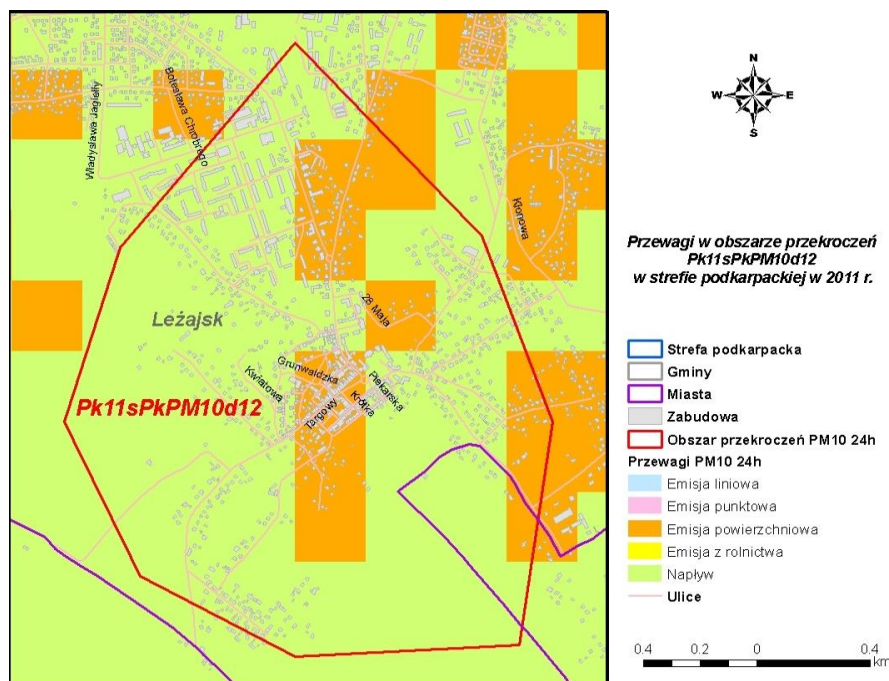 Władysława Jagiełły
Bolesława Chrobrego
Klonowa
28 Maja
Leżajsk
Grunwaldzka
Kwiatowa
Piekarska
Krótka
Targowy
Pk11sPkPM10d12
N
W
E
S
Przewagi w obszarze przekroczeń
Pk11sPkPM10d12
w strefie podkarpackiej w 2011 r.
Strefa podkarpacka
Gminy
Miasta
Zabudowa
Obszar przekroczeń PM10 24h
Przewagi PM10 24h
Emisja liniowa
Emisja punktowa
Emisja powierzchniowa
Emisja z rolnictwa
Napływ
Ulice
0.4 0.2 0 0.4
km